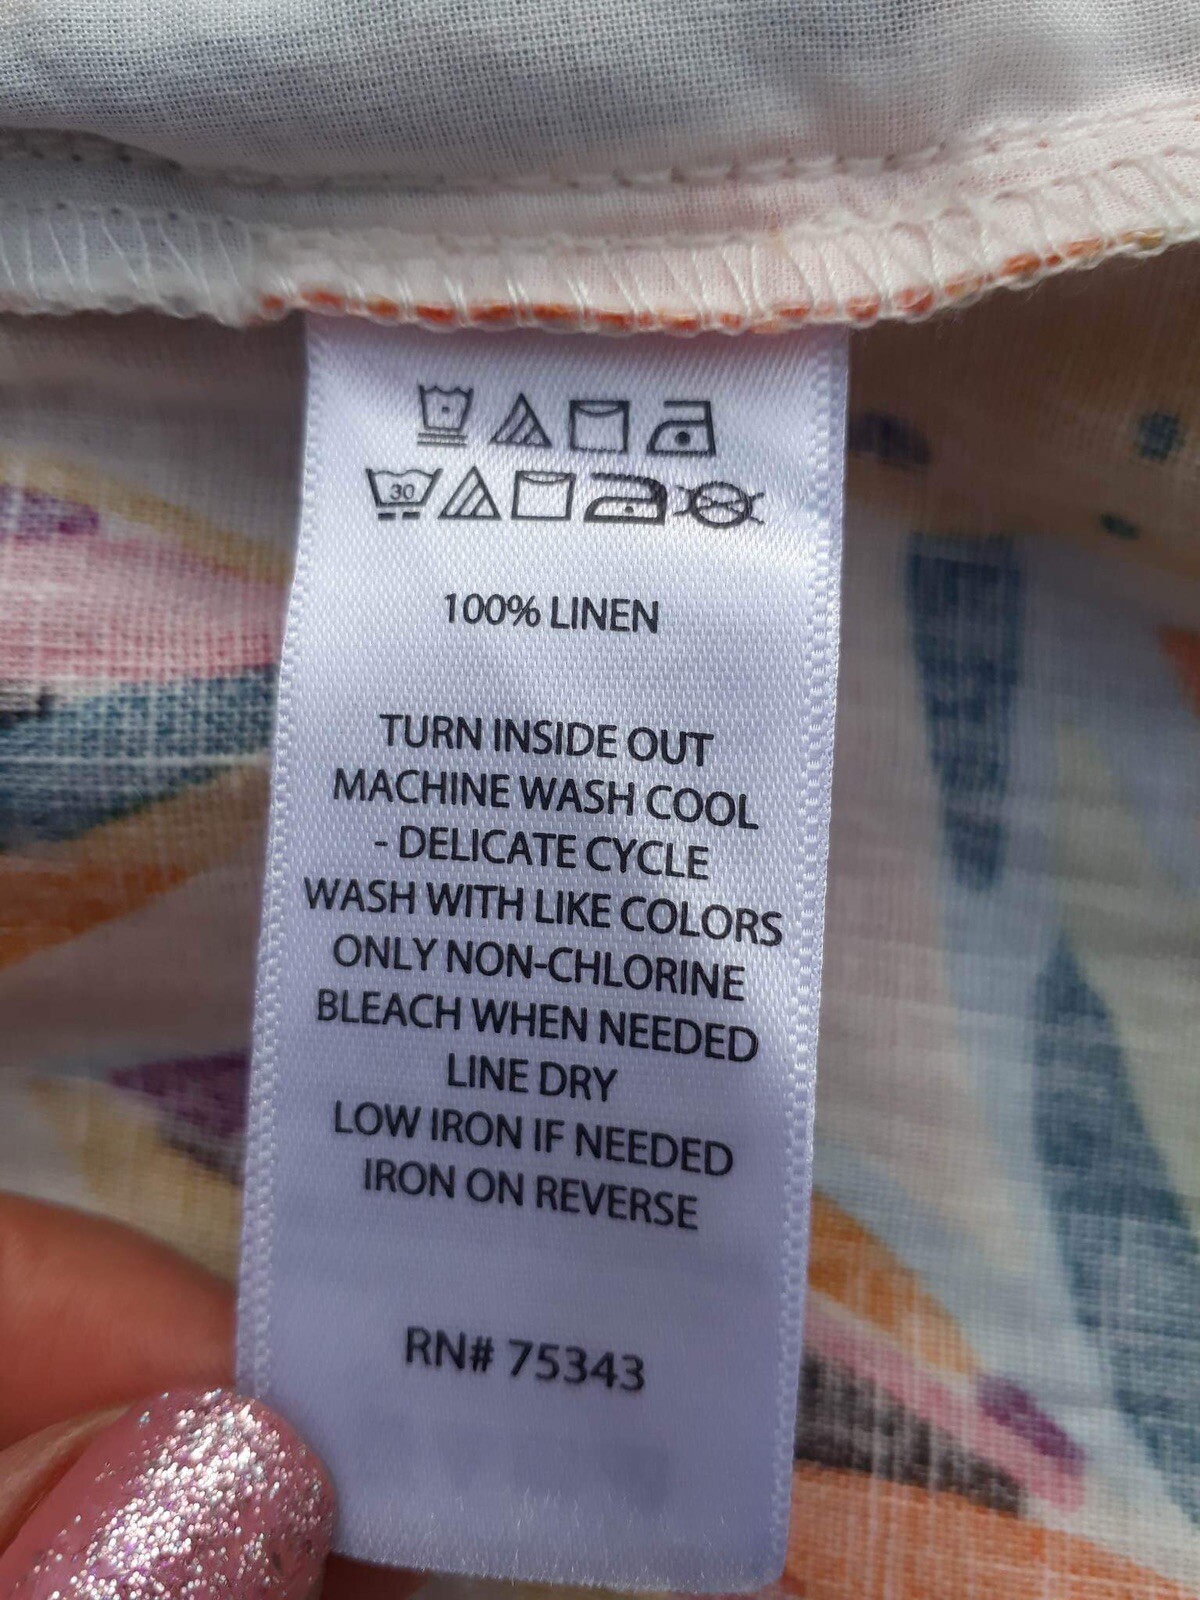 30
100% LINEN
TURN INSIDE OUT
MACHINE WASH COOL
- DELICATE CYCLE
WASH WITH LIKE COLORS
ONLY NON-CHLORINE
BLEACH WHEN NEEDED
LINE DRY
LOW IRON IF NEEDED
IRON ON REVERSE
RN# 75343